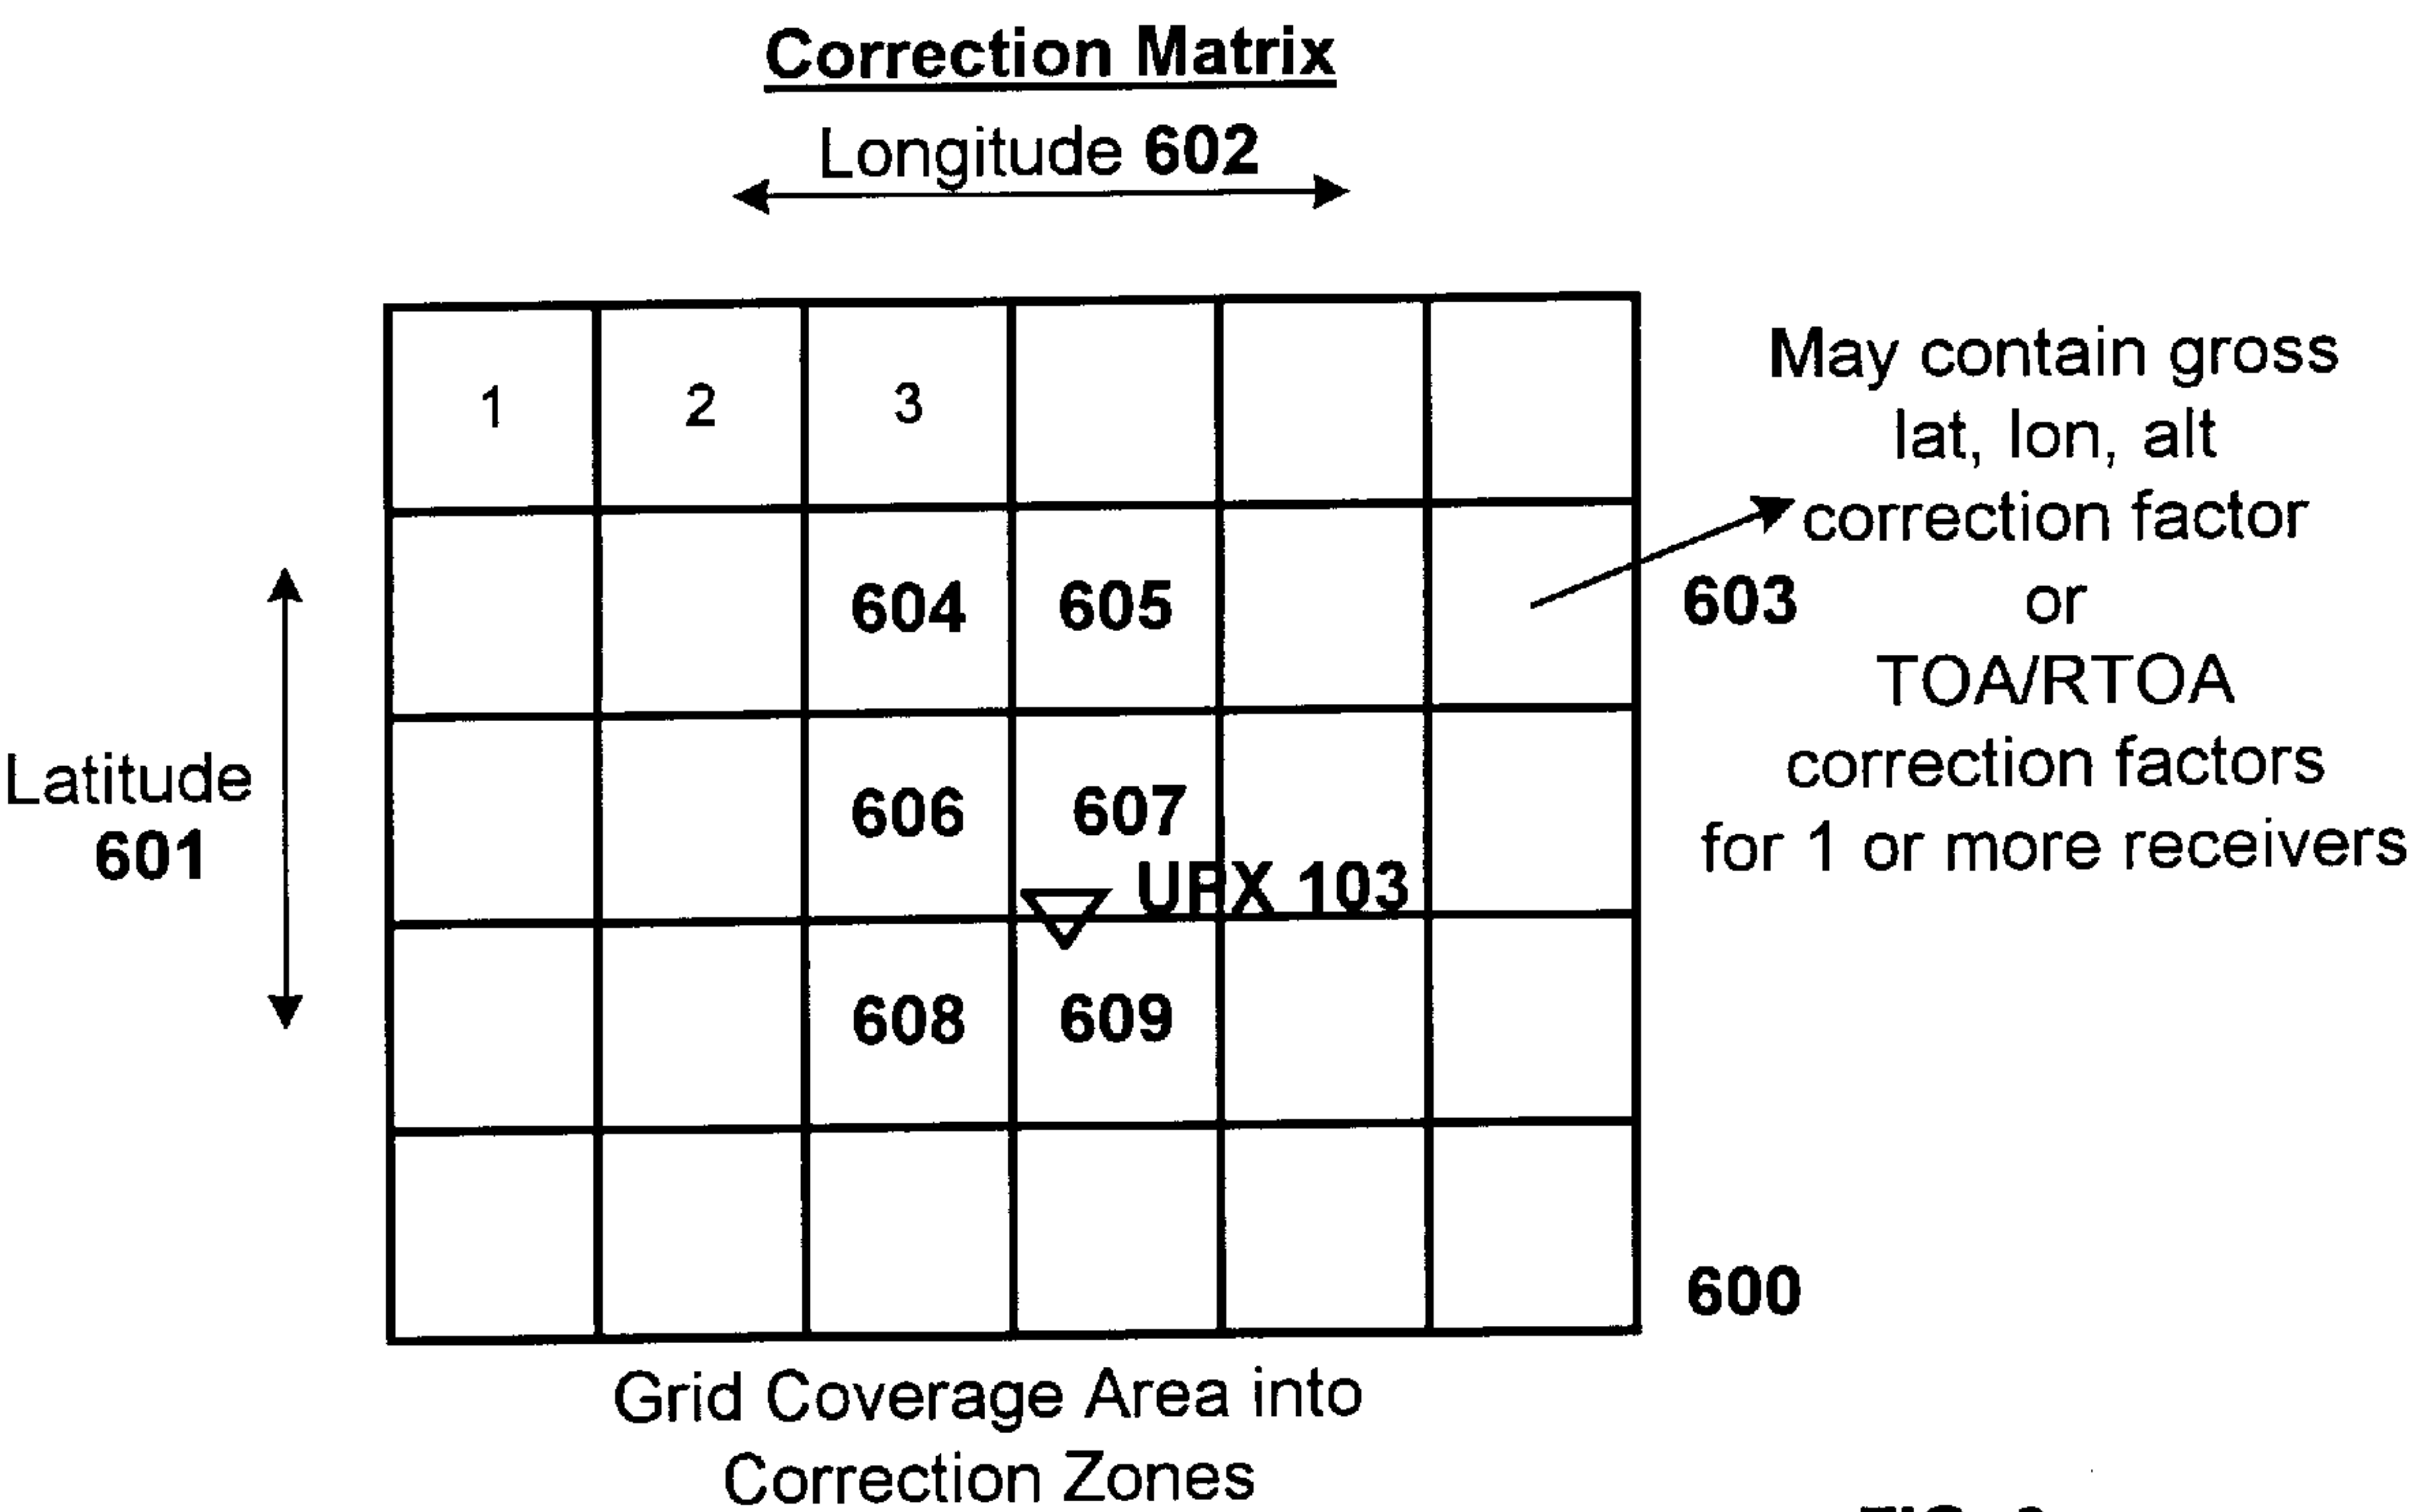 Correction Matrix
Longitude 602
1 2 3
May contain gross
lat, lon, alt
correction factor
or
TOA/RTOA
correction factors
for 1 or more receivers
603
604 605
Latitude
601
606 607
URX 103
608 609
600
Grid Coverage Area into
Correction Zones